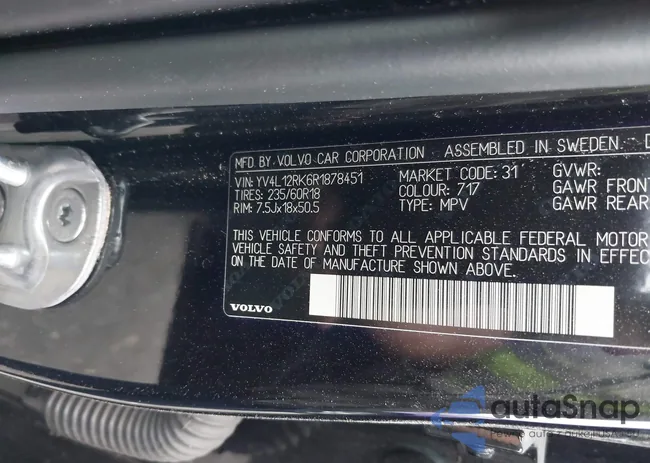 MFD. BY VOLVO CAR CORPORATION ASSEMBLED IN SWEDEN. D
VIN: YV4L12RK6R1878451 MARKET CODE: 31 GVWR:
TIRES: 235/60R18 COLOUR: 717 GAWR FRON
RIM: 7.5Jx18x50.5 TYPE: MPV GAWR REAR
THIS VEHICLE CONFORMS TO ALL APPLICABLE FEDERAL MOTOR
VEHICLE SAFETY AND THEFT PREVENTION STANDARDS IN EFFEC
ON THE DATE OF MANUFACTURE SHOWN ABOVE.
VOLVO
autoSnap